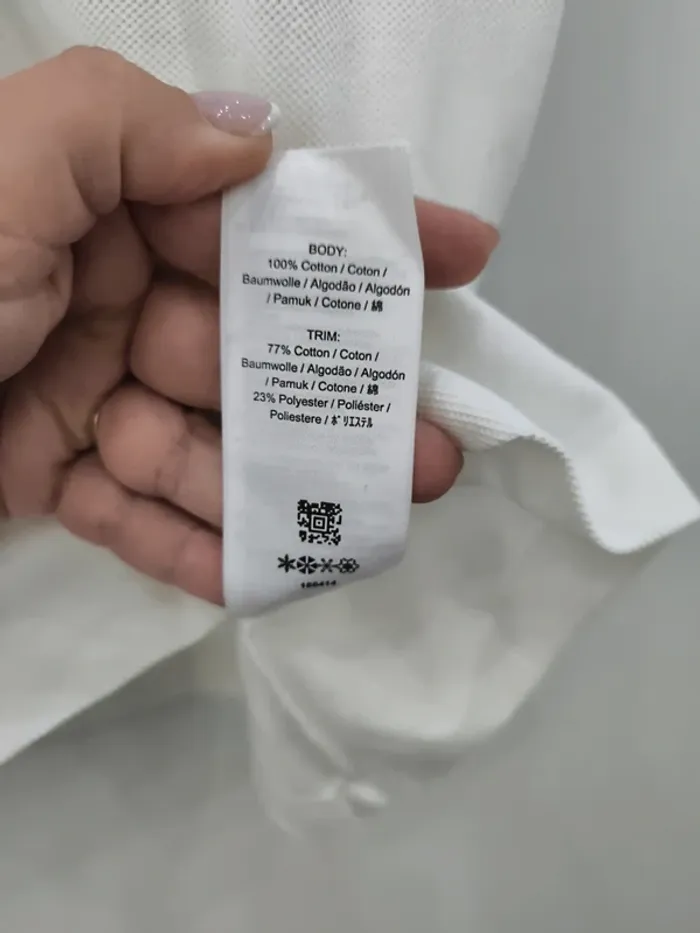 BODY:
100% Cotton / Coton /
Baumwolle / Algodão / Algodón
/ Pamuk / Cotone / 綿
TRIM:
77% Cotton / Coton /
Baumwolle / Algodão / Algodón
/ Pamuk / Cotone / 綿
23% Polyester / Poliéster /
Poliestere / ポリエステル